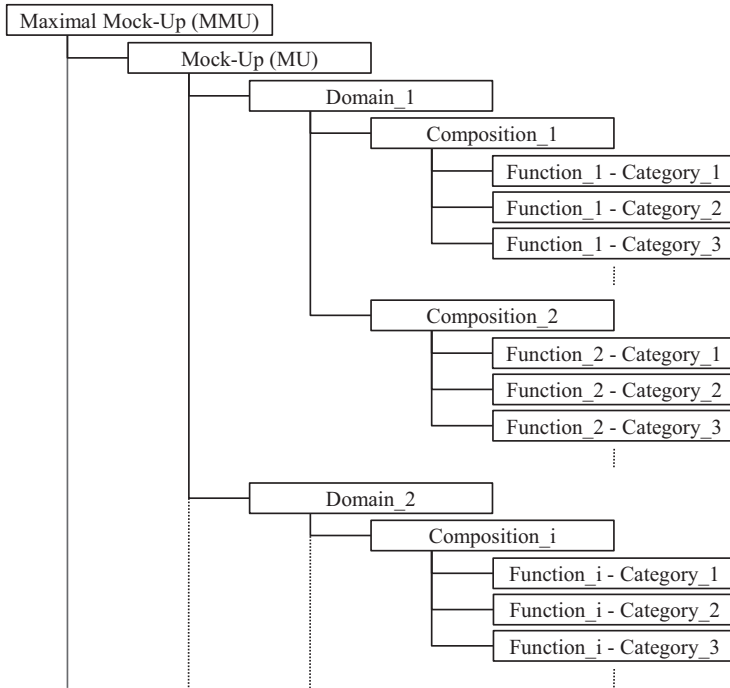 Maximal Mock-Up (MMU)
Mock-Up (MU)
Domain_1
Composition_1
Function_1 - Category_1
Function_1 - Category_2
Function_1 - Category_3
Composition_2
Function_2 - Category_1
Function_2 - Category_2
Function_2 - Category_3
Domain_2
Composition_i
Function_i - Category_1
Function_i - Category_2
Function_i - Category_3